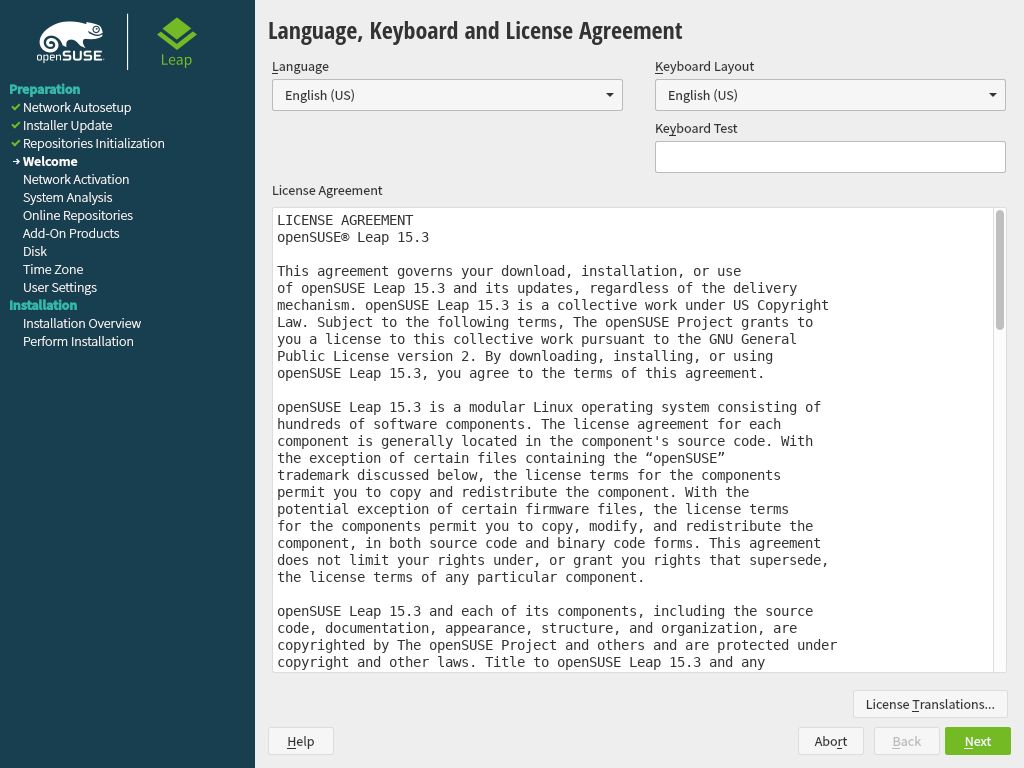 openSUSE
Leap
Preparation
Network Autosetup
Installer Update
Repositories Initialization
Welcome
Network Activation
System Analysis
Online Repositories
Add-On Products
Disk
Time Zone
User Settings
Installation
Installation Overview
Perform Installation
Language, Keyboard and License Agreement
Language
English (US)
Keyboard Layout
English (US)
Keyboard Test
License Agreement
LICENSE AGREEMENT
openSUSE® Leap 15.3
This agreement governs your download, installation, or use
of openSUSE Leap 15.3 and its updates, regardless of the delivery
mechanism. openSUSE Leap 15.3 is a collective work under US Copyright
Law. Subject to the following terms, The openSUSE Project grants to
you a license to this collective work pursuant to the GNU General
Public License version 2. By downloading, installing, or using
openSUSE Leap 15.3, you agree to the terms of this agreement.
openSUSE Leap 15.3 is a modular Linux operating system consisting of
hundreds of software components. The license agreement for each
component is generally located in the component's source code. With
the exception of certain files containing the “openSUSE”
trademark discussed below, the license terms for the components
permit you to copy and redistribute the component. With the
potential exception of certain firmware files, the license terms
for the components permit you to copy, modify, and redistribute the
component, in both source code and binary code forms. This agreement
does not limit your rights under, or grant you rights that supersede,
the license terms of any particular component.
openSUSE Leap 15.3 and each of its components, including the source
code, documentation, appearance, structure, and organization, are
copyrighted by The openSUSE Project and others and are protected under
copyright and other laws. Title to openSUSE Leap 15.3 and any
License Translations...
Help
Abort
Back
Next